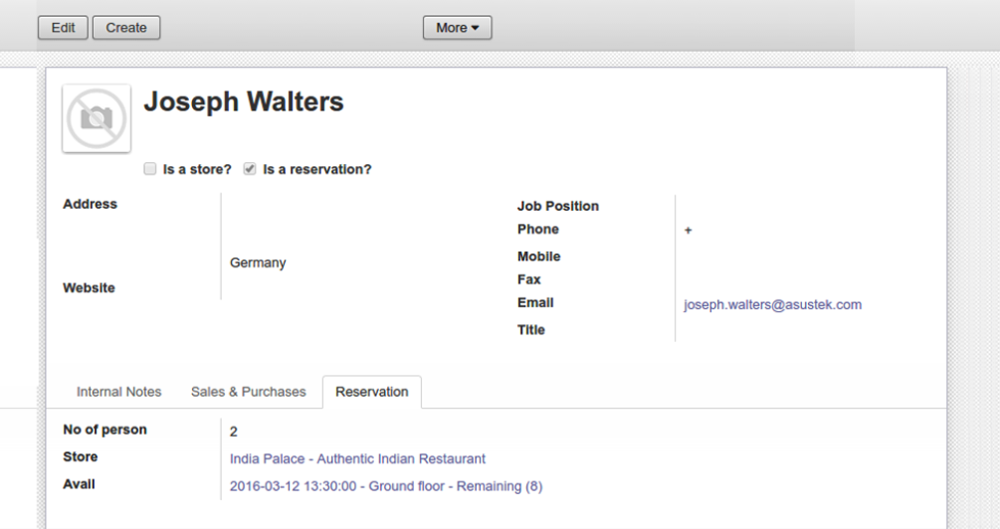 Edit Create More
Joseph Walters
Is a store? Is a reservation?
Address
Germany
Website
Job Position
Phone +
Mobile
Fax
Email joseph.walters@asustek.com
Title
Internal Notes Sales & Purchases Reservation
No of person 2
Store India Palace - Authentic Indian Restaurant
Avail 2016-03-12 13:30:00 - Ground floor - Remaining (8)